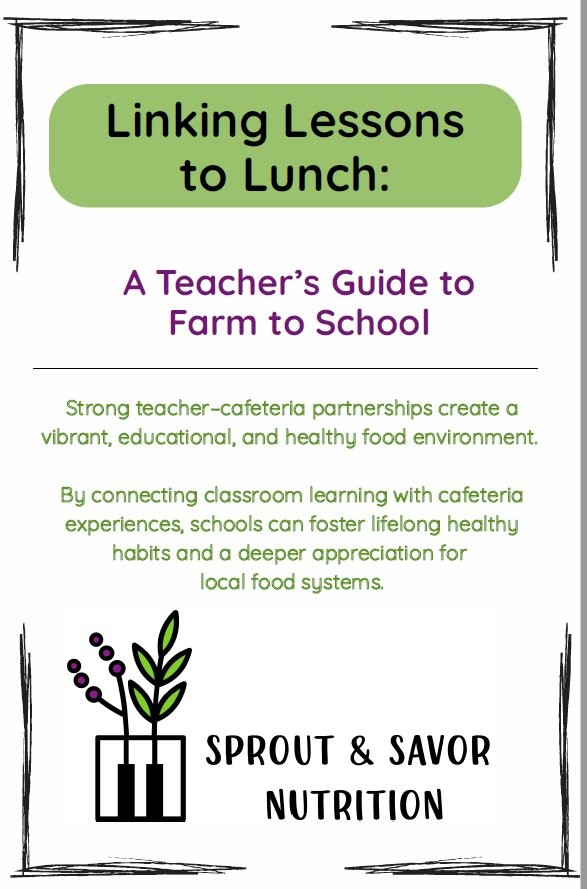 Linking Lessons
to Lunch:
A Teacher's Guide to
Farm to School
Strong teacher–cafeteria partnerships create a
vibrant, educational, and healthy food environment.
By connecting classroom learning with cafeteria
experiences, schools can foster lifelong healthy
habits and a deeper appreciation for
local food systems.
SPROUT & SAVOR
NUTRITION